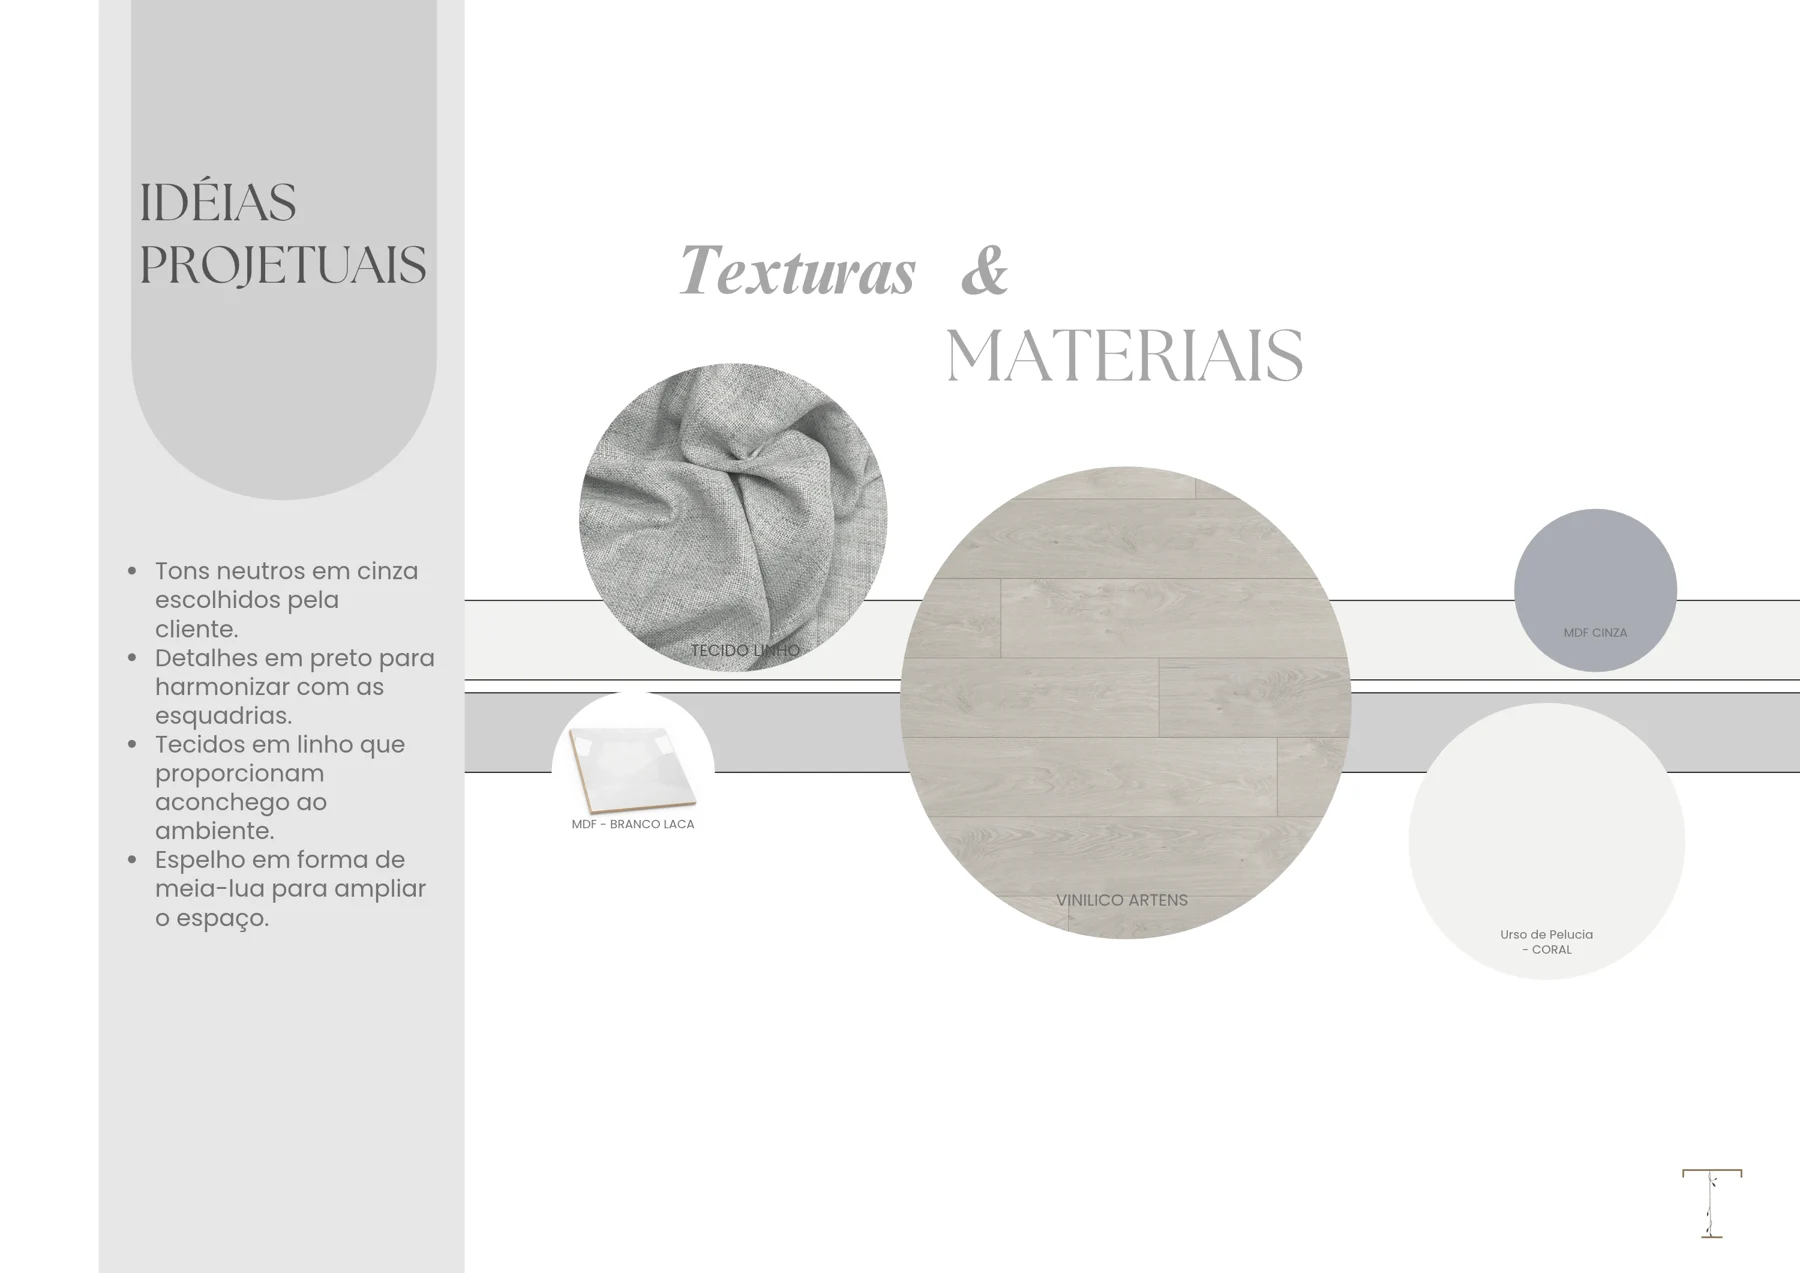 IDÉIAS
PROJETUAIS
• Tons neutros em cinza
escolhidos pela
cliente.
• Detalhes em preto para
harmonizar com as
esquadrias.
• Tecidos em linho que
proporcionam
aconchego ao
ambiente.
• Espelho em forma de
meia-lua para ampliar
o espaço.
Texturas &
MATERIAIS
TECIDO LINHO
MDF - BRANCO LACA
VINILICO ARTENS
MDF CINZA
Urso de Pelucia
- CORAL
T